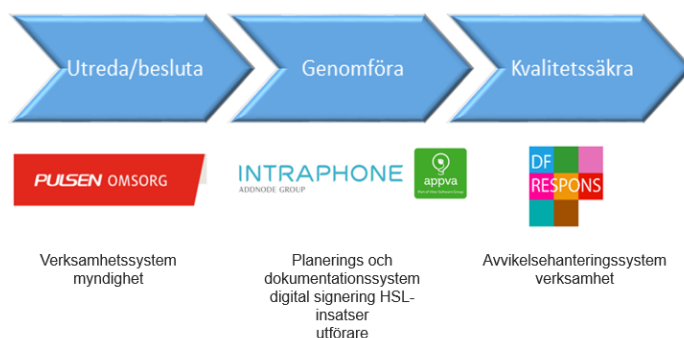 Utreda/besluta
Genomföra
Kvalitetssäkra
PULSEN OMSORG
INTRAPHONE
ADDNODE GROUP
appva
DF
RESPONS
Verksamhetssystem
myndighet
Planerings och
dokumentationssystem
digital signering HSL-
insatser
utförare
Avvikelsehanteringssystem
verksamhet